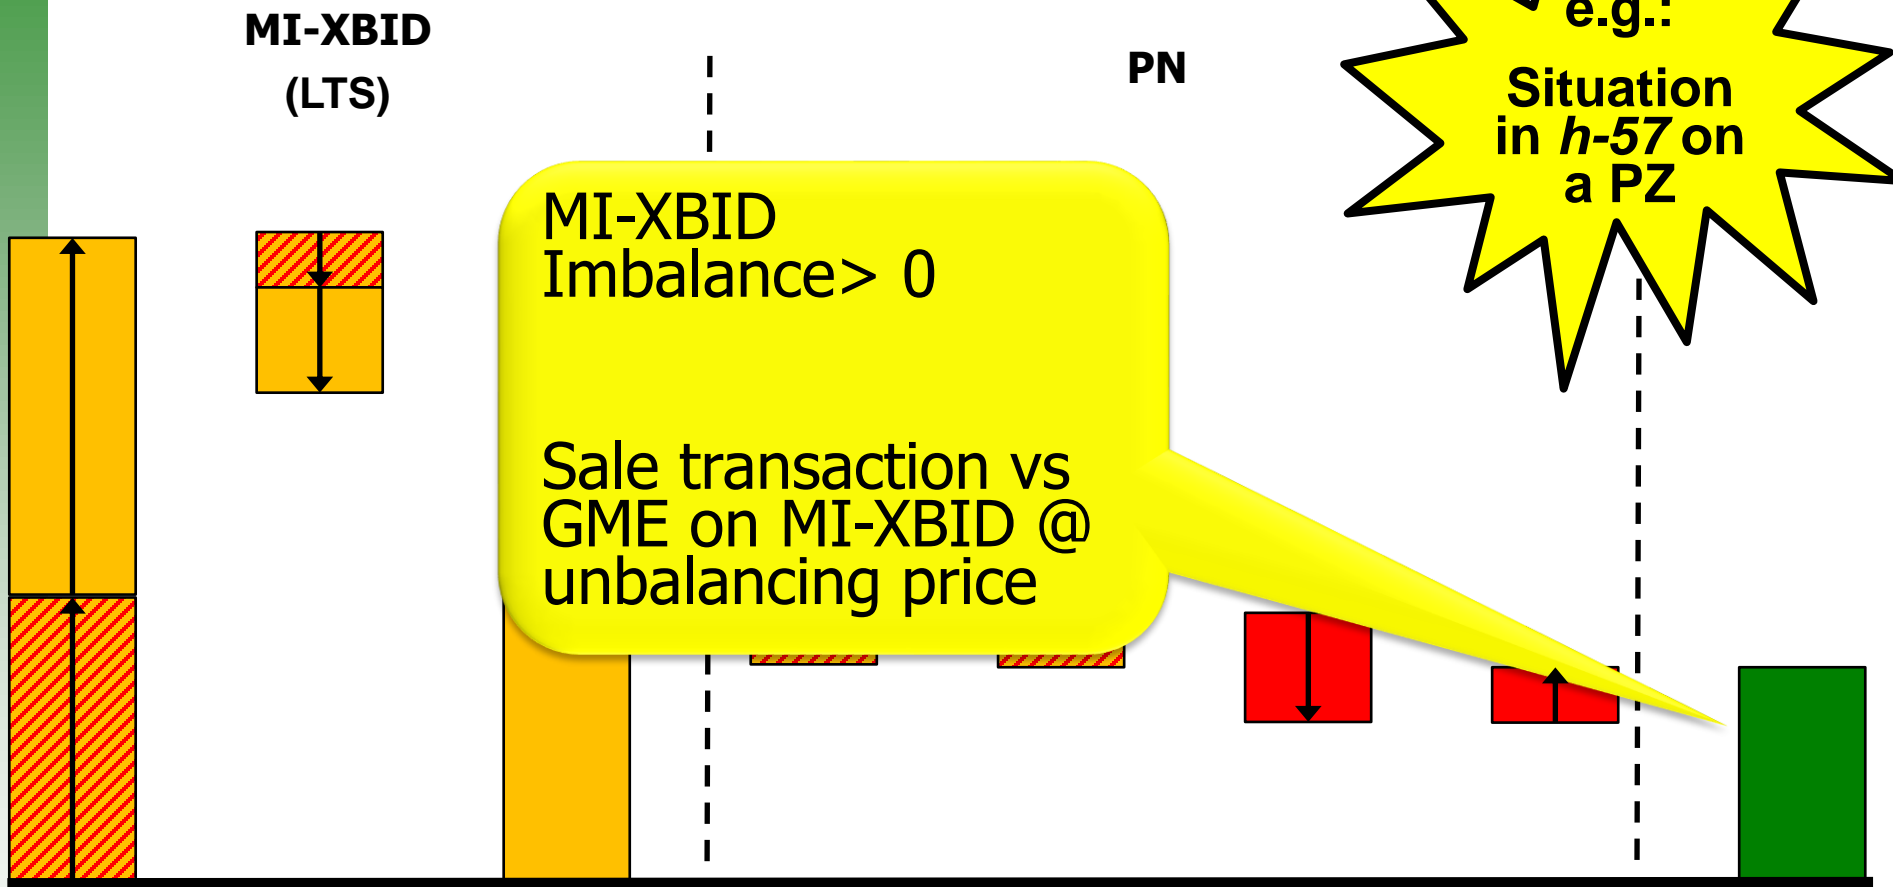 MI-XBID
(LTS)
PN
e.g.:
Situation
in h-57 on
a PZ
MI-XBID
Imbalance> 0
Sale transaction vs
GME on MI-XBID @
unbalancing price